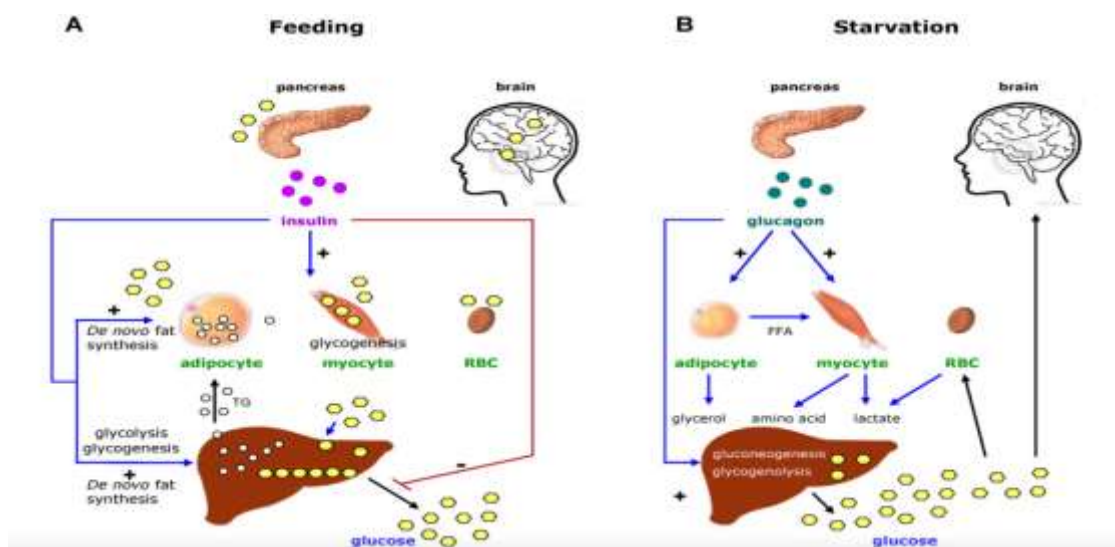 A
Feeding
pancreas
brain
insulin
+
+
De novo fat
synthesis
glycogenesis
adipocyte
myocyte
RBC
TG
glycolysis
glycogenesis
+
De novo fat
synthesis
-
glucose
B
Starvation
pancreas
brain
glucagon
+
+
FFA
adipocyte
myocyte
RBC
glycerol
amino acid
lactate
gluconeogenesis
glycogenolysis
+
glucose